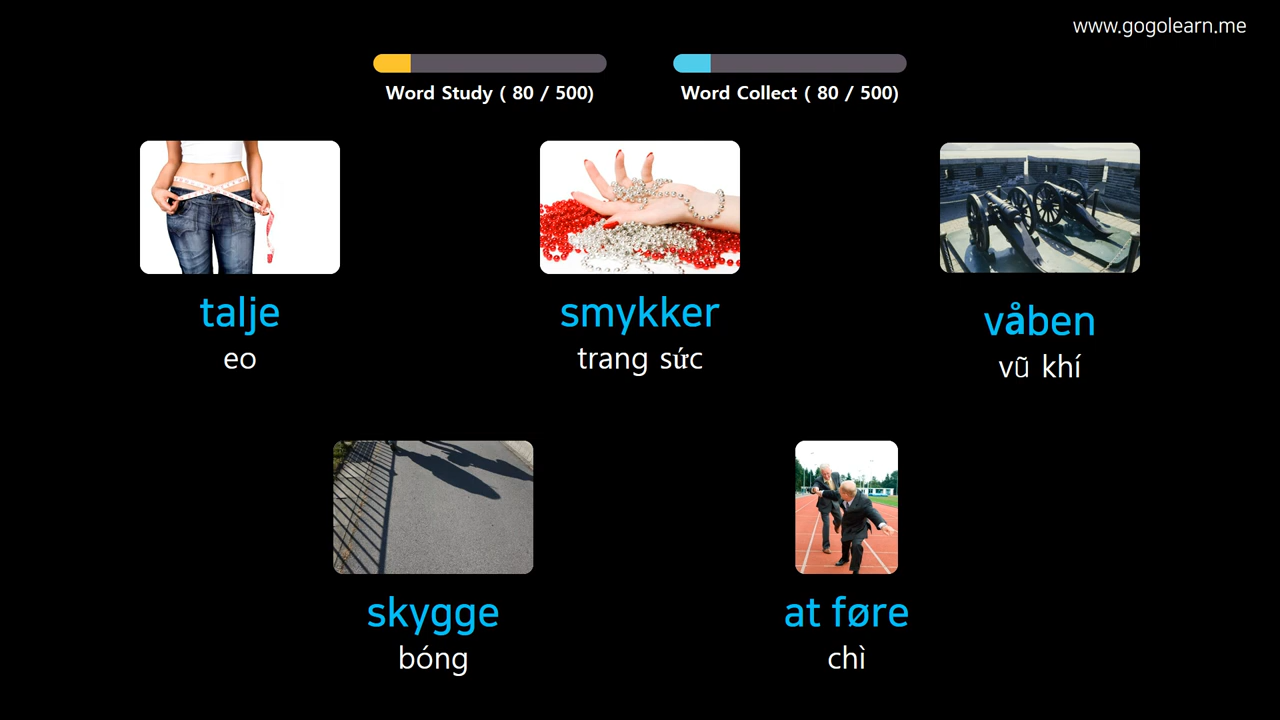 www.gogolearn.me
Word Study ( 80 / 500)
Word Collect ( 80 / 500)
talje
eo
smykker
trang sức
våben
vũ khí
skygge
bóng
at føre
chì